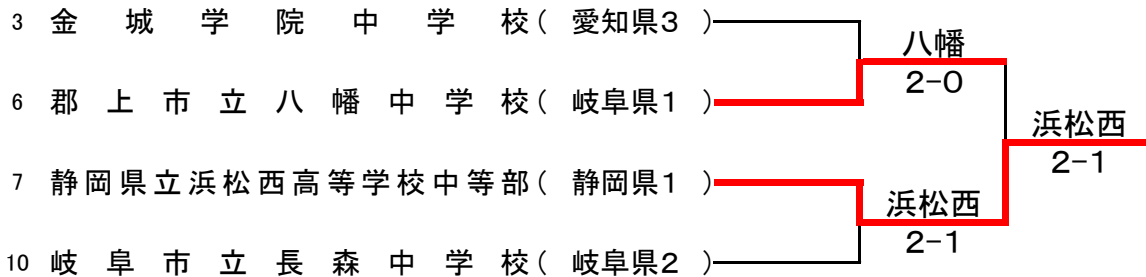 3 金城学院中学校( 愛知県3 )
八幡
2-0
6 郡上市立八幡中学校( 岐阜県1 )
浜松西
2-1
7 静岡県立浜松西高等学校中等部( 静岡県1 )
浜松西
2-1
10 岐阜市立長森中学校( 岐阜県2 )